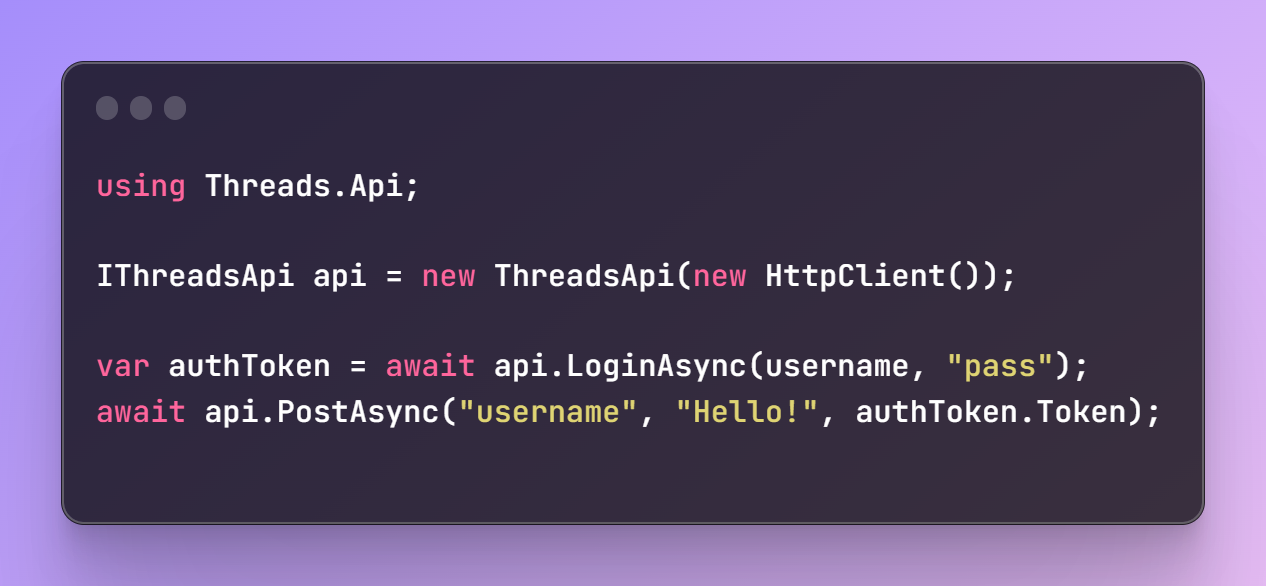 using Threads.Api;
IThreadsApi api = new ThreadsApi(new HttpClient());
var authToken = await api.LoginAsync(username, "pass");
await api.PostAsync("username", "Hello!", authToken.Token);